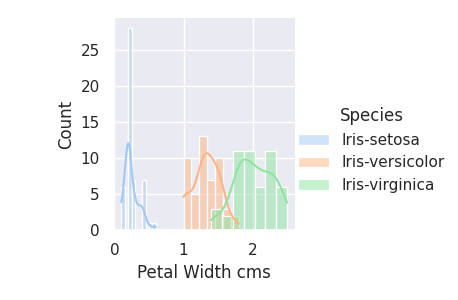 25
20
15
10
5
0
Count
0
1
2
Petal Width cms
Species
Iris-setosa
Iris-versicolor
Iris-virginica